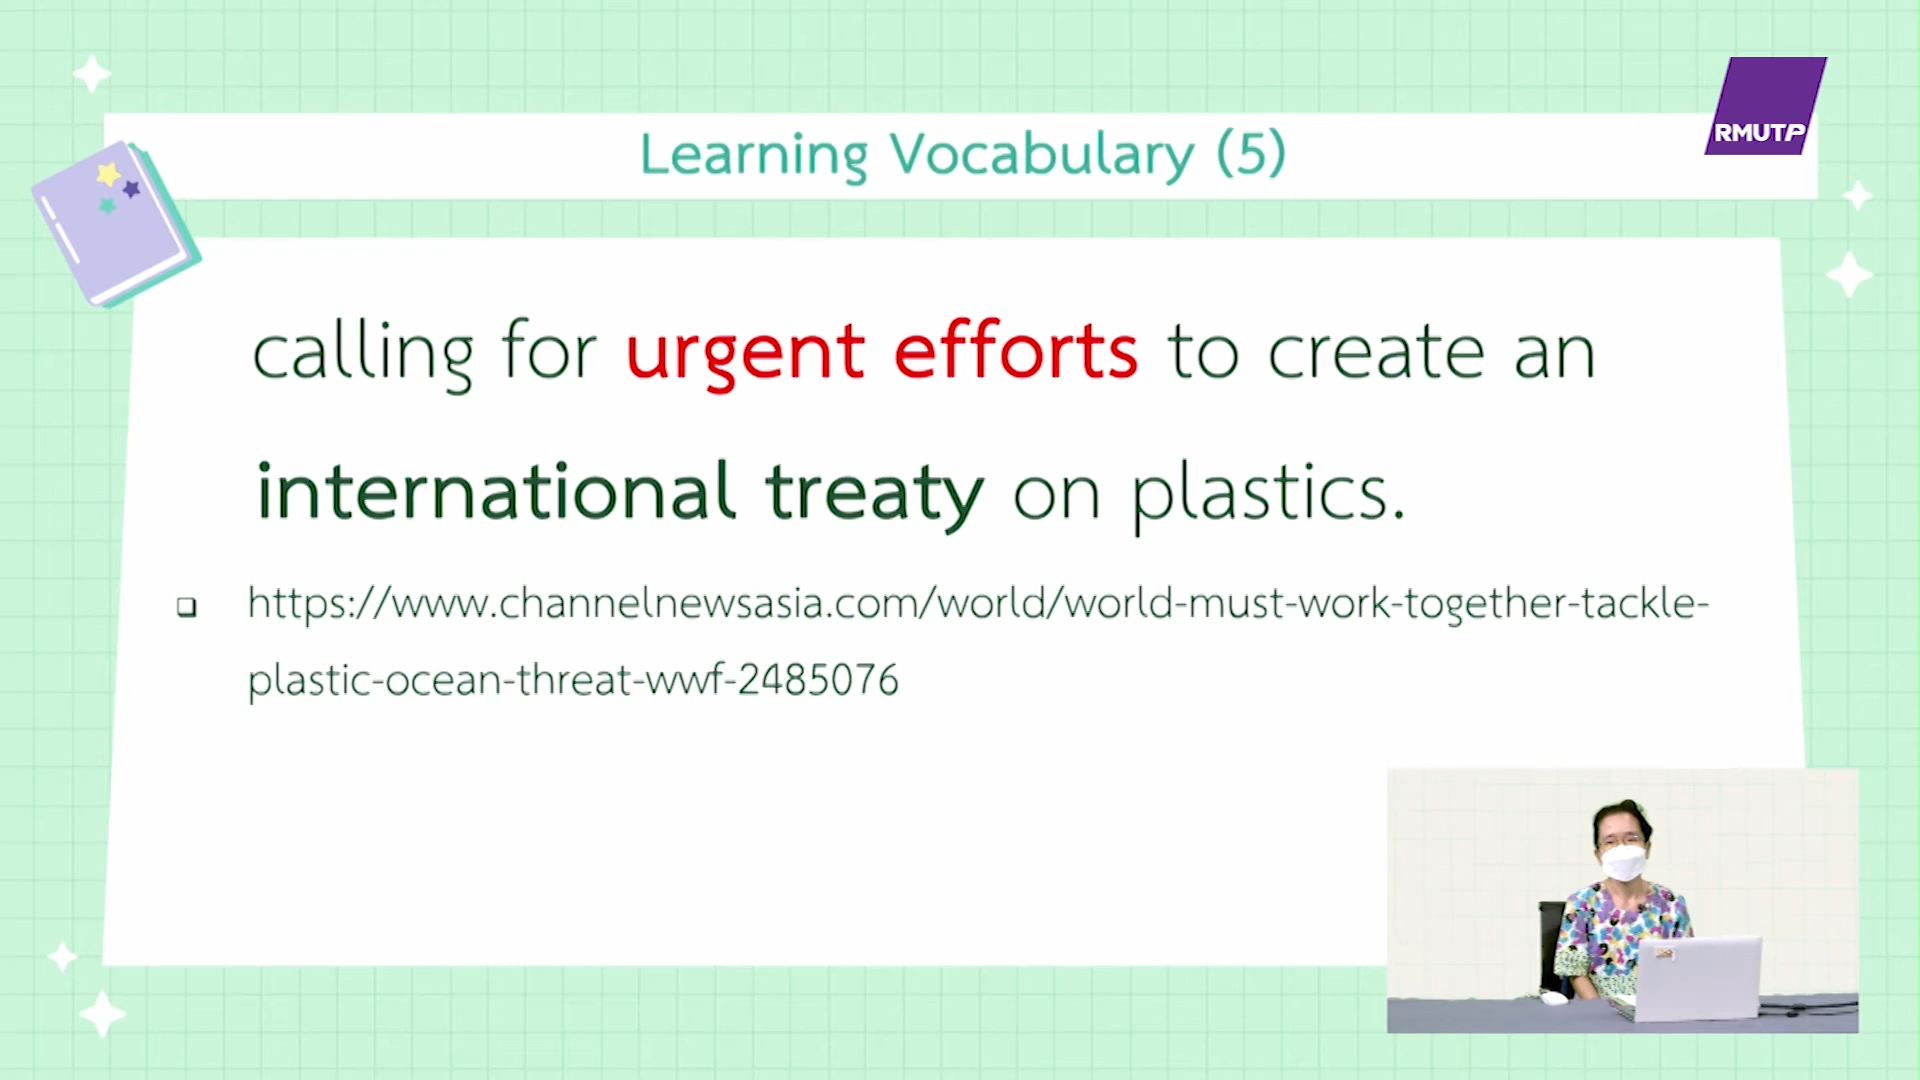 RMUTP
Learning Vocabulary (5)
calling for urgent efforts to create an
international treaty on plastics.
https://www.channelnewsasia.com/world/world-must-work-together-tackle-
plastic-ocean-threat-wwf-2485076